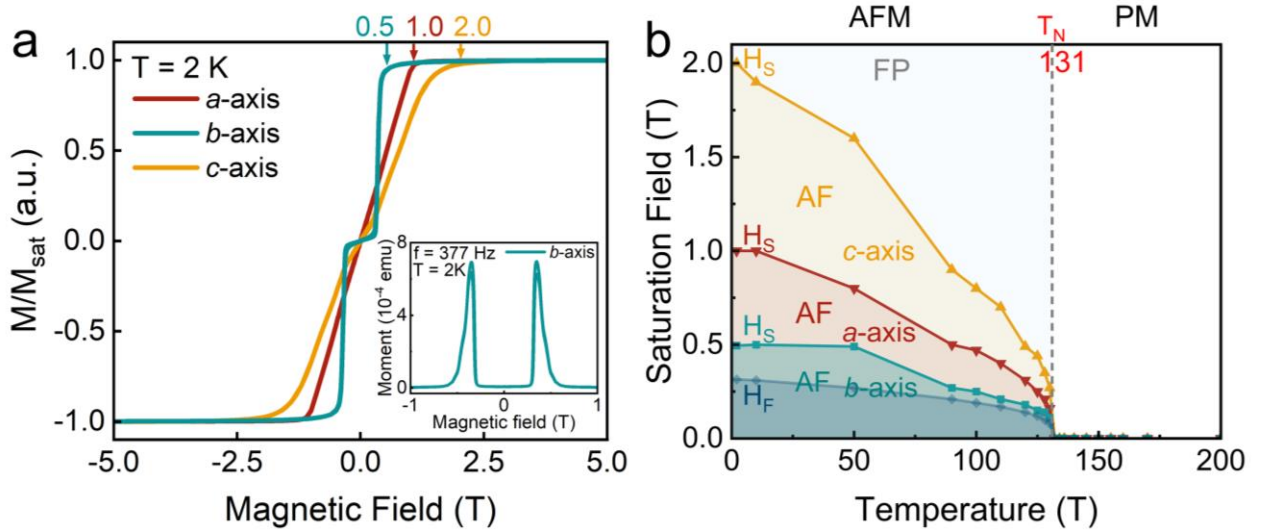 a
0.5 1.0 2.0
T = 2 K
a-axis
b-axis
c-axis
M/Msat (a.u.)
1.0
0.5
0.0
-0.5
-1.0
-5.0 -2.5 0.0 2.5 5.0
Magnetic Field (T)
f = 377 Hz
T = 2K
b-axis
Moment (10⁻⁴ emu)
8
4
0
-1 0 1
Magnetic field (T)
b
AFM PM
TN
131
FP
HS
AF
c-axis
HS
AF a-axis
HS
AF b-axis
HF
Saturation Field (T)
2.0
1.5
1.0
0.5
0.0
0 50 100 150 200
Temperature (T)